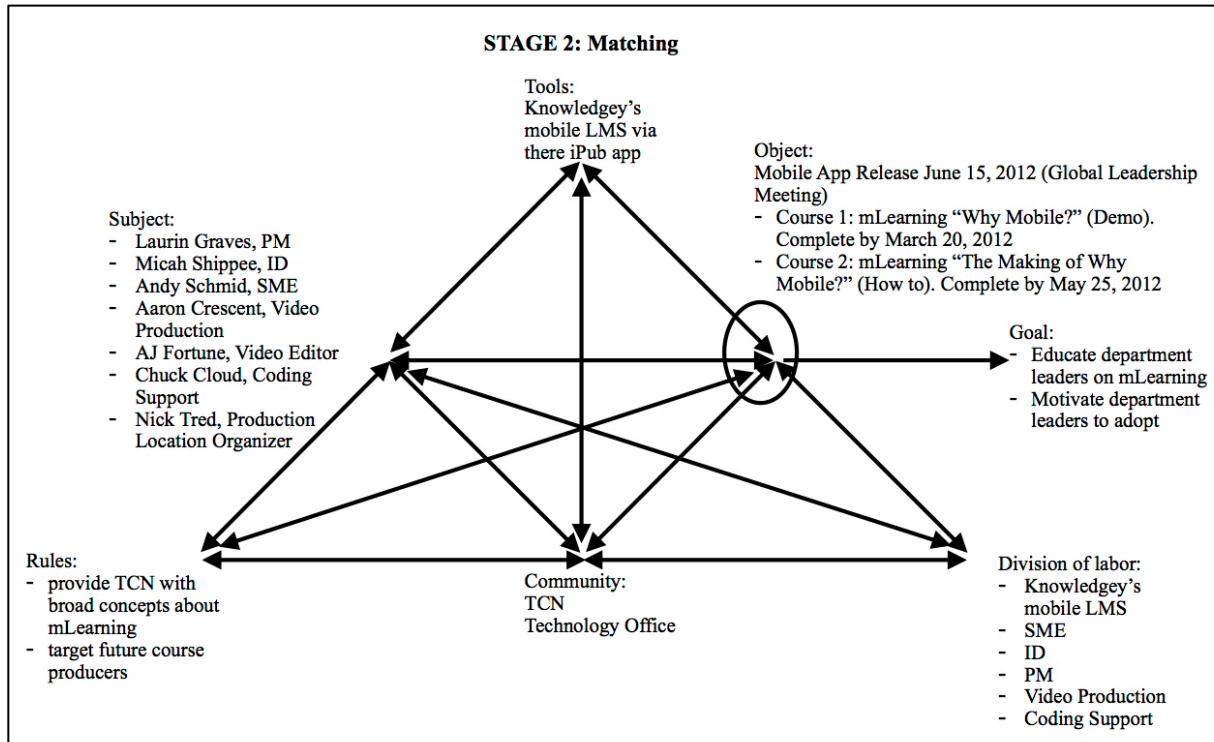 STAGE 2: Matching
Tools:
Knowledgey’s
mobile LMS via
there iPub app
Object:
Mobile App Release June 15, 2012 (Global Leadership
Meeting)
- Course 1: mLearning “Why Mobile?” (Demo).
Complete by March 20, 2012
- Course 2: mLearning “The Making of Why
Mobile?” (How to). Complete by May 25, 2012
Subject:
- Laurin Graves, PM
- Micah Shippee, ID
- Andy Schmid, SME
- Aaron Crescent, Video
Production
- AJ Fortune, Video Editor
- Chuck Cloud, Coding
Support
- Nick Tred, Production
Location Organizer
Goal:
- Educate department
leaders on mLearning
- Motivate department
leaders to adopt
Rules:
- provide TCN with
broad concepts about
mLearning
- target future course
producers
Community:
TCN
Technology Office
Division of labor:
- Knowledgey’s
mobile LMS
- SME
- ID
- PM
- Video Production
- Coding Support